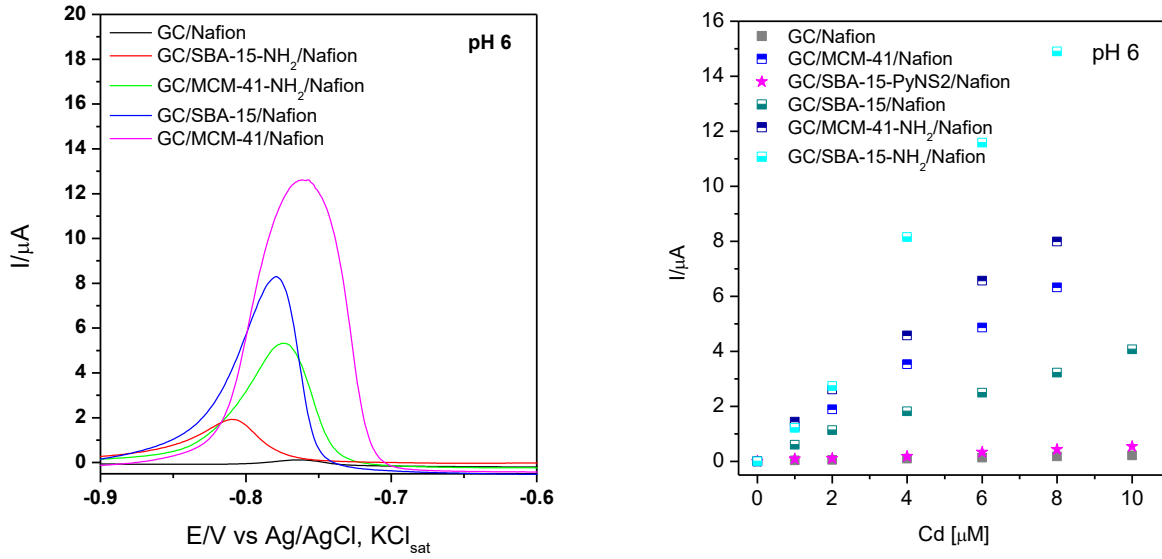 20
18
16
14
12
10
8
6
4
2
0
I/μA
GC/Nafion
GC/SBA-15-NH₂/Nafion
GC/MCM-41-NH₂/Nafion
GC/SBA-15/Nafion
GC/MCM-41/Nafion
pH 6
-0.9 -0.8 -0.7 -0.6
E/V vs Ag/AgCl, KCl_sat
16
14
12
10
8
6
4
2
0
I/μA
GC/Nafion
GC/MCM-41/Nafion
GC/SBA-15-PyNS2/Nafion
GC/SBA-15/Nafion
GC/MCM-41-NH₂/Nafion
GC/SBA-15-NH₂/Nafion
pH 6
0 2 4 6 8 10
Cd [μM]